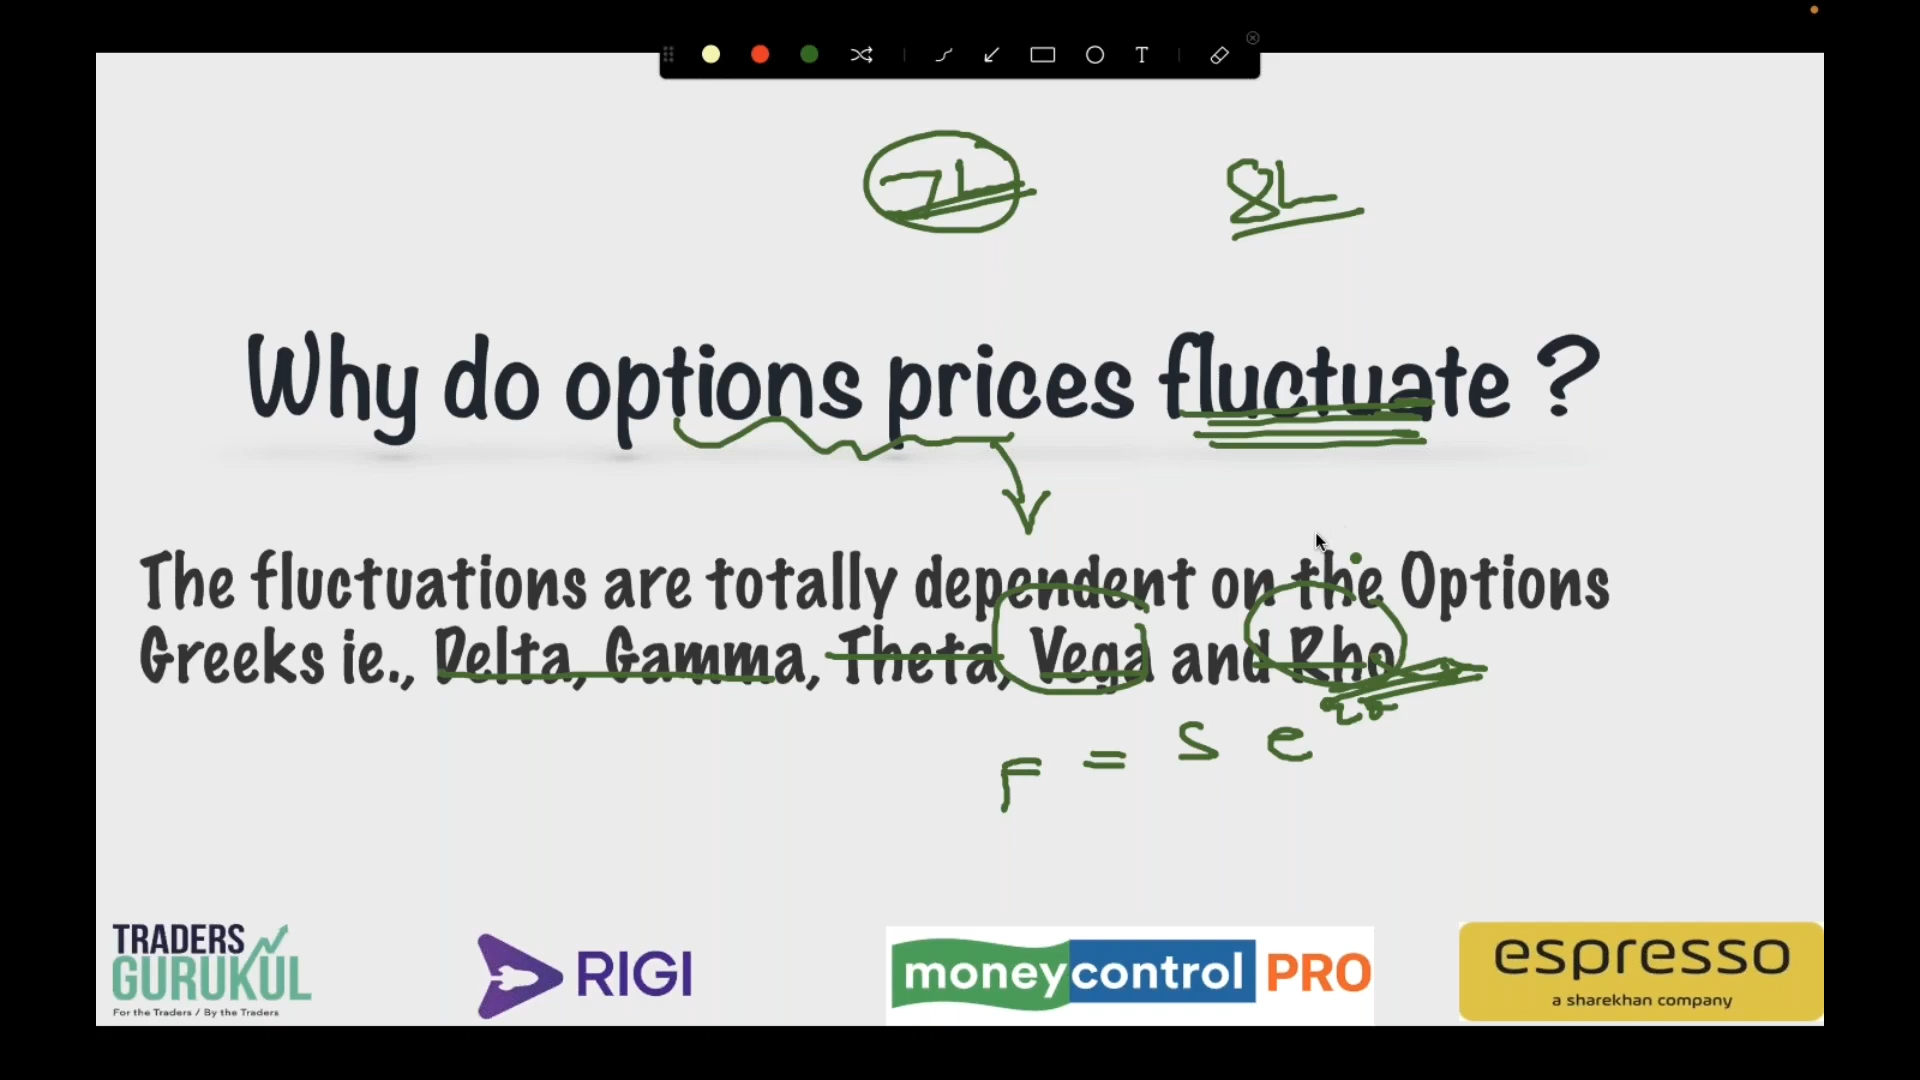 T
7L 8L
Why do options prices fluctuate ?
The fluctuations are totally dependent on the Options
Greeks ie., Delta, Gamma, Theta, Vega and Rho
F = S e
TRADERS
GURUKUL
For the Traders / By the Traders
RIGI
moneycontrol PRO
espresso
a sharekhan company